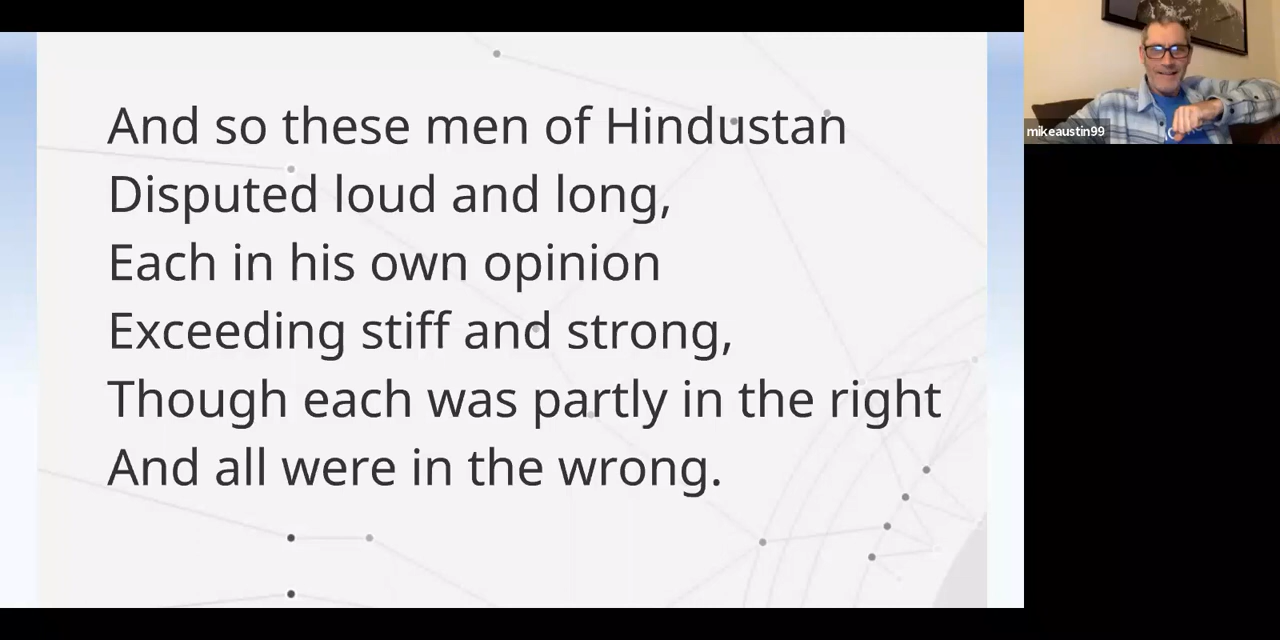 And so these men of Hindustan
Disputed loud and long,
Each in his own opinion
Exceeding stiff and strong,
Though each was partly in the right
And all were in the wrong.
mikeaustin99